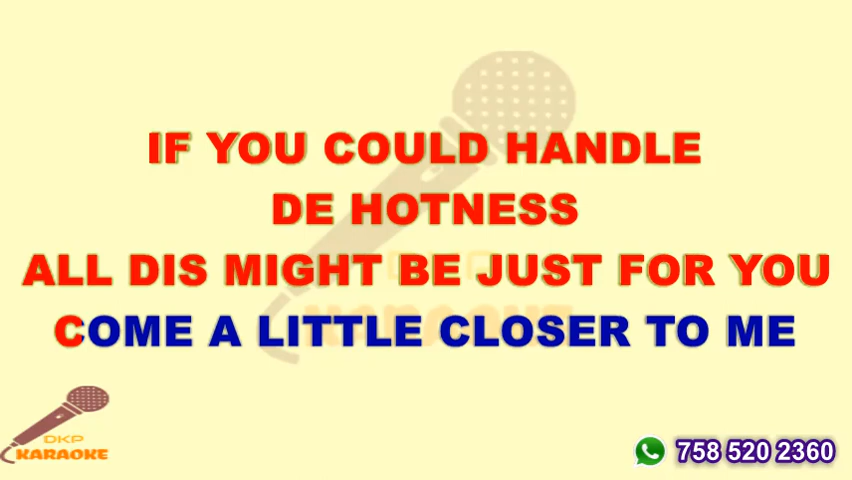 IF YOU COULD HANDLE
DE HOTNESS
ALL DIS MIGHT BE JUST FOR YOU
COME A LITTLE CLOSER TO ME
DKP
KARAOKE
758 520 2360